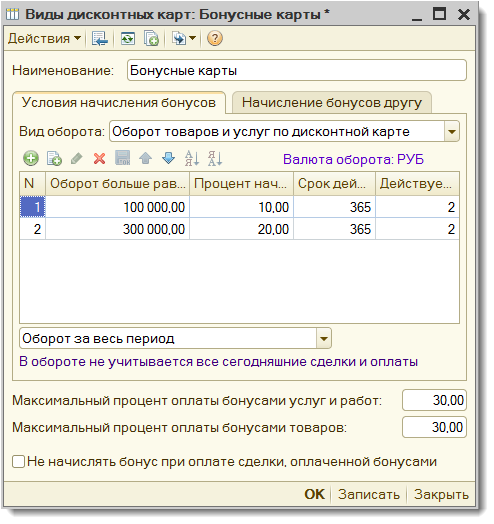 Виды дисконтных карт: Бонусные карты *
Действия
Наименование: Бонусные карты
Условия начисления бонусов Начисление бонусов другу
Вид оборота: Оборот товаров и услуг по дисконтной карте
Валюта оборота: РУБ
N Оборот больше рав... Процент нач... Срок дей... Действуе...
1 100 000,00 10,00 365 2
2 300 000,00 20,00 365 2
Оборот за весь период
В обороте не учитывается все сегодняшние сделки и оплаты
Максимальный процент оплаты бонусами услуг и работ: 30,00
Максимальный процент оплаты бонусами товаров: 30,00
Не начислять бонус при оплате сделки, оплаченной бонусами
OK Записать Закрыть